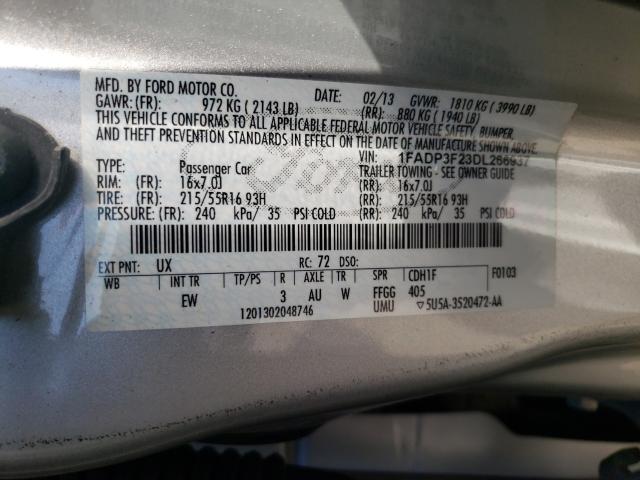 MFD. BY FORD MOTOR CO.
DATE: 02/13 GVWR: 1810 KG ( 3990 LB)
GAWR: (FR): 972 KG ( 2143 LB) (RR): 880 KG ( 1940 LB)
THIS VEHICLE CONFORMS TO ALL APPLICABLE FEDERAL MOTOR VEHICLE SAFETY, BUMPER,
AND THEFT PREVENTION STANDARDS IN EFFECT ON THE DATE OF MANUFACTURE SHOWN ABOVE.
VIN: 1FADP3F23DL266937
TYPE: Passenger Car TRAILER TOWING - SEE OWNER GUIDE
RIM: (FR): 16x7.0J (RR): 16x7.0J
TIRE: (FR): 215/55R16 93H (RR): 215/55R16 93H
PRESSURE: (FR): 240 kPa/ 35 PSI COLD (RR): 240 kPa/ 35 PSI COLD
EXT PNT: UX RC: 72 DSO: F0103
WB INT TR TP/PS R AXLE TR SPR CDH1F
EW 3 AU W FFGG 405
1201302048746 UMU ▽5U5A-3520472-AA